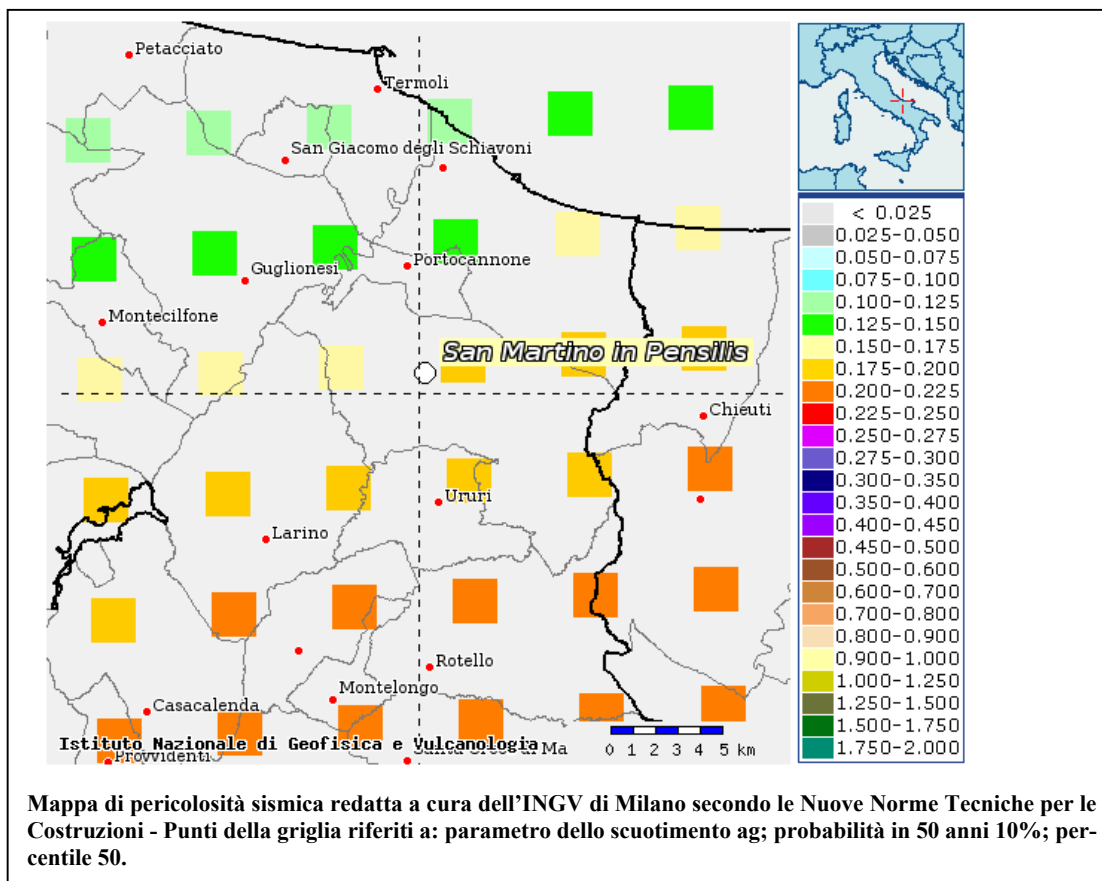 Petacciato
Termoli
San Giacomo degli Schiavoni
Guglionesi
Portocannone
Montecilfone
San Martino in Pensilis
Chieuti
Ururi
Larino
Rotello
Montelongo
Casacalenda
Istituto Nazionale di Geofisica e Vulcanologia
Provvidenti
0 1 2 3 4 5 km
< 0.025
0.025-0.050
0.050-0.075
0.075-0.100
0.100-0.125
0.125-0.150
0.150-0.175
0.175-0.200
0.200-0.225
0.225-0.250
0.250-0.275
0.275-0.300
0.300-0.350
0.350-0.400
0.400-0.450
0.450-0.500
0.500-0.600
0.600-0.700
0.700-0.800
0.800-0.900
0.900-1.000
1.000-1.250
1.250-1.500
1.500-1.750
1.750-2.000
Mappa di pericolosità sismica redatta a cura dell’INGV di Milano secondo le Nuove Norme Tecniche per le
Costruzioni - Punti della griglia riferiti a: parametro dello scuotimento ag; probabilità in 50 anni 10%; per-
centile 50.